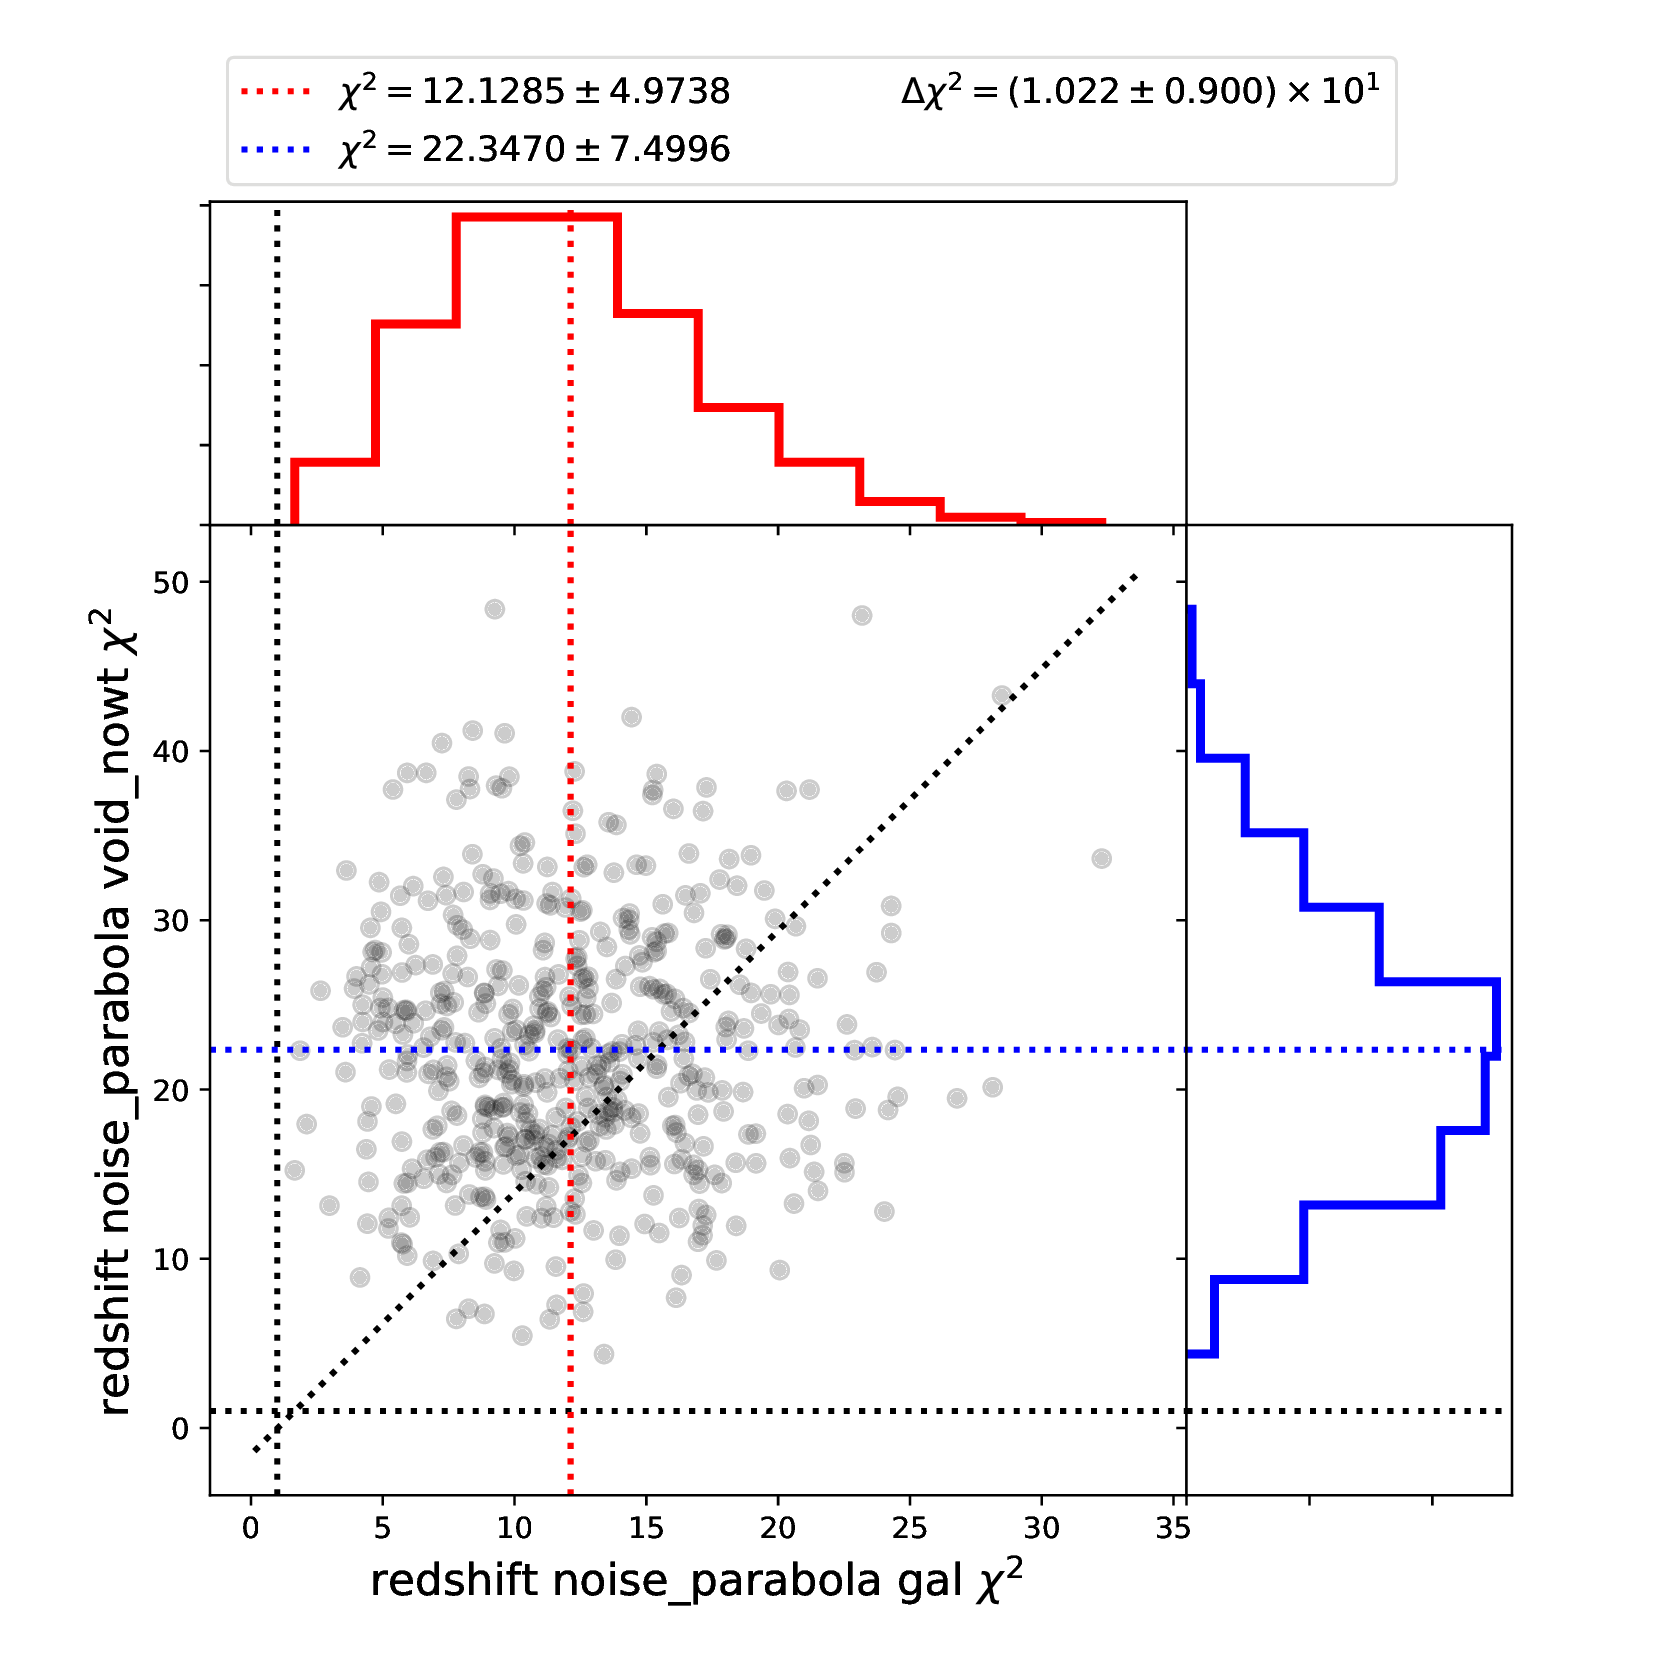 χ² = 12.1285 ± 4.9738 Δχ² = (1.022 ± 0.900) × 10¹
χ² = 22.3470 ± 7.4996
50
40
30
20
10
0
redshift noise_parabola void_nowt χ²
0 5 10 15 20 25 30 35
redshift noise_parabola gal χ²